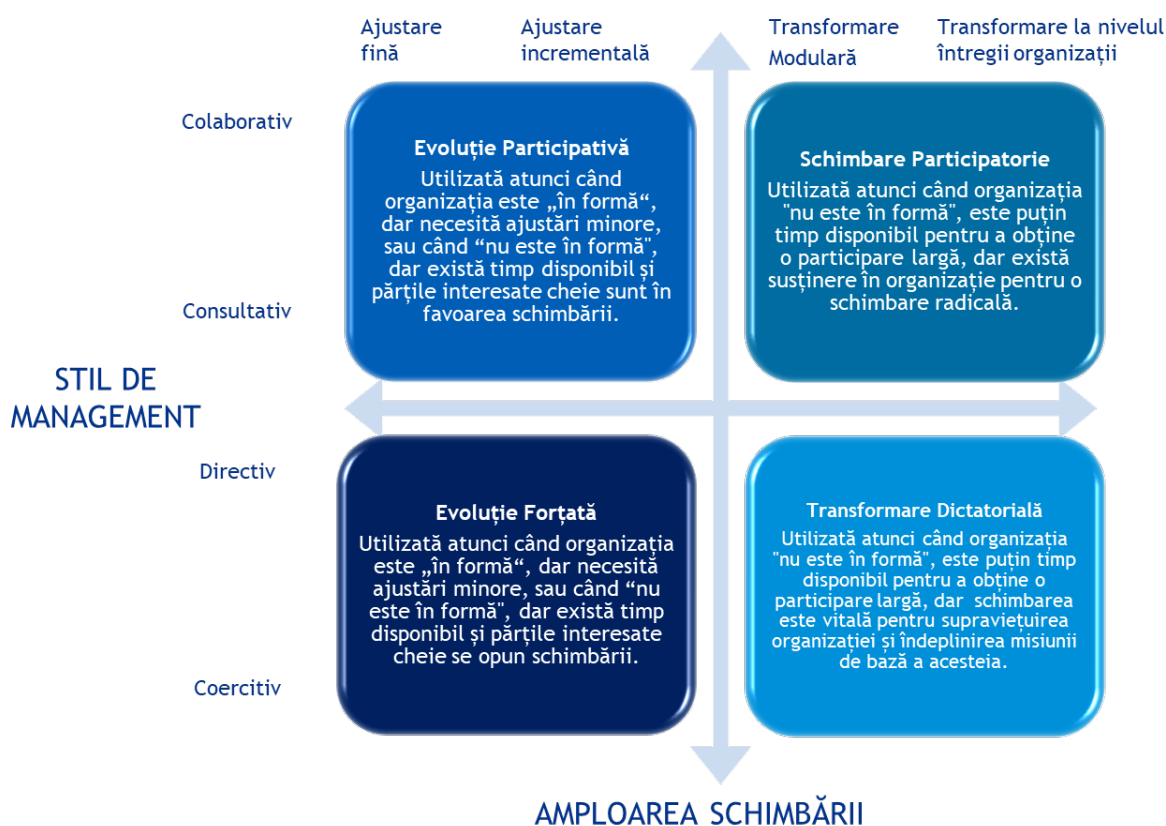 Ajustare
fină
Ajustare
incrementală
Transformare
Modulară
Transformare la nivelul
întregii organizații
Colaborativ
Consultativ
STIL DE
MANAGEMENT
Directiv
Coercitiv
Evoluție Participativă
Utilizată atunci când
organizația este „în formă“,
dar necesită ajustări minore,
sau când “nu este în formă",
dar există timp disponibil și
părțile interesate cheie sunt în
favoarea schimbării.
Schimbare Participatorie
Utilizată atunci când organizația
"nu este în formă", este puțin
timp disponibil pentru a obține
o participare largă, dar există
susținere în organizație pentru o
schimbare radicală.
Evoluție Forțată
Utilizată atunci când organizația
este „în formă“, dar necesită
ajustări minore, sau când “nu
este în formă", dar există timp
disponibil și părțile interesate
cheie se opun schimbării.
Transformare Dictatorială
Utilizată atunci când organizația
"nu este în formă", este puțin timp
disponibil pentru a obține o
participare largă, dar schimbarea
este vitală pentru supraviețuirea
organizației și îndeplinirea misiunii
de bază a acesteia.
AMPLOAREA SCHIMBĂRII